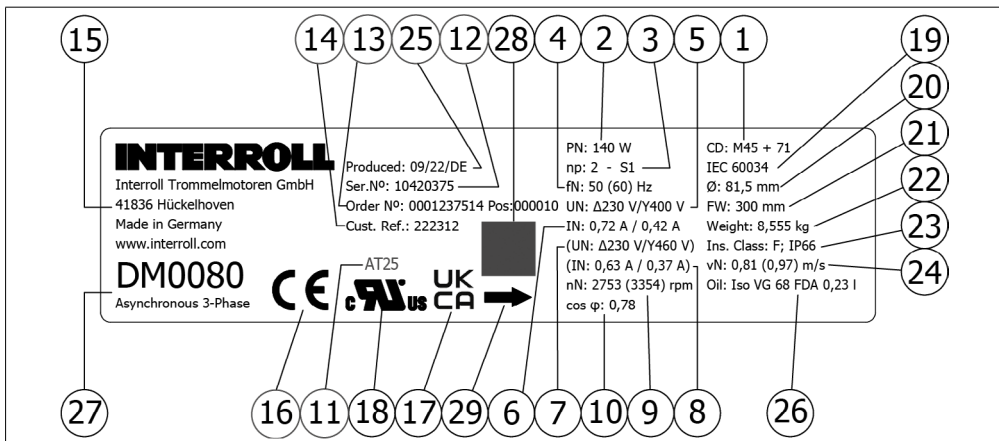 15 14 13 25 12 28 4 2 3 5 1 19
20
21
22
23
24
INTERROLL
Interroll Trommelmotoren GmbH
41836 Hückelhoven
Made in Germany
www.interroll.com
DM0080
Asynchronous 3-Phase
Produced: 09/22/DE
Ser.Nº: 10420375
Order Nº: 0001237514 Pos:000010
Cust. Ref.: 222312
AT25
CE
c RU US
UK
CA
PN: 140 W
np: 2 - S1
fN: 50 (60) Hz
UN: Δ230 V/Y400 V
IN: 0,72 A / 0,42 A
(UN: Δ230 V/Y460 V)
(IN: 0,63 A / 0,37 A)
nN: 2753 (3354) rpm
cos φ: 0,78
CD: M45 + 71
IEC 60034
Ø: 81,5 mm
FW: 300 mm
Weight: 8,555 kg
Ins. Class: F; IP66
vN: 0,81 (0,97) m/s
Oil: Iso VG 68 FDA 0,23 l
27 16 11 18 17 29 6 7 10 9 8 26